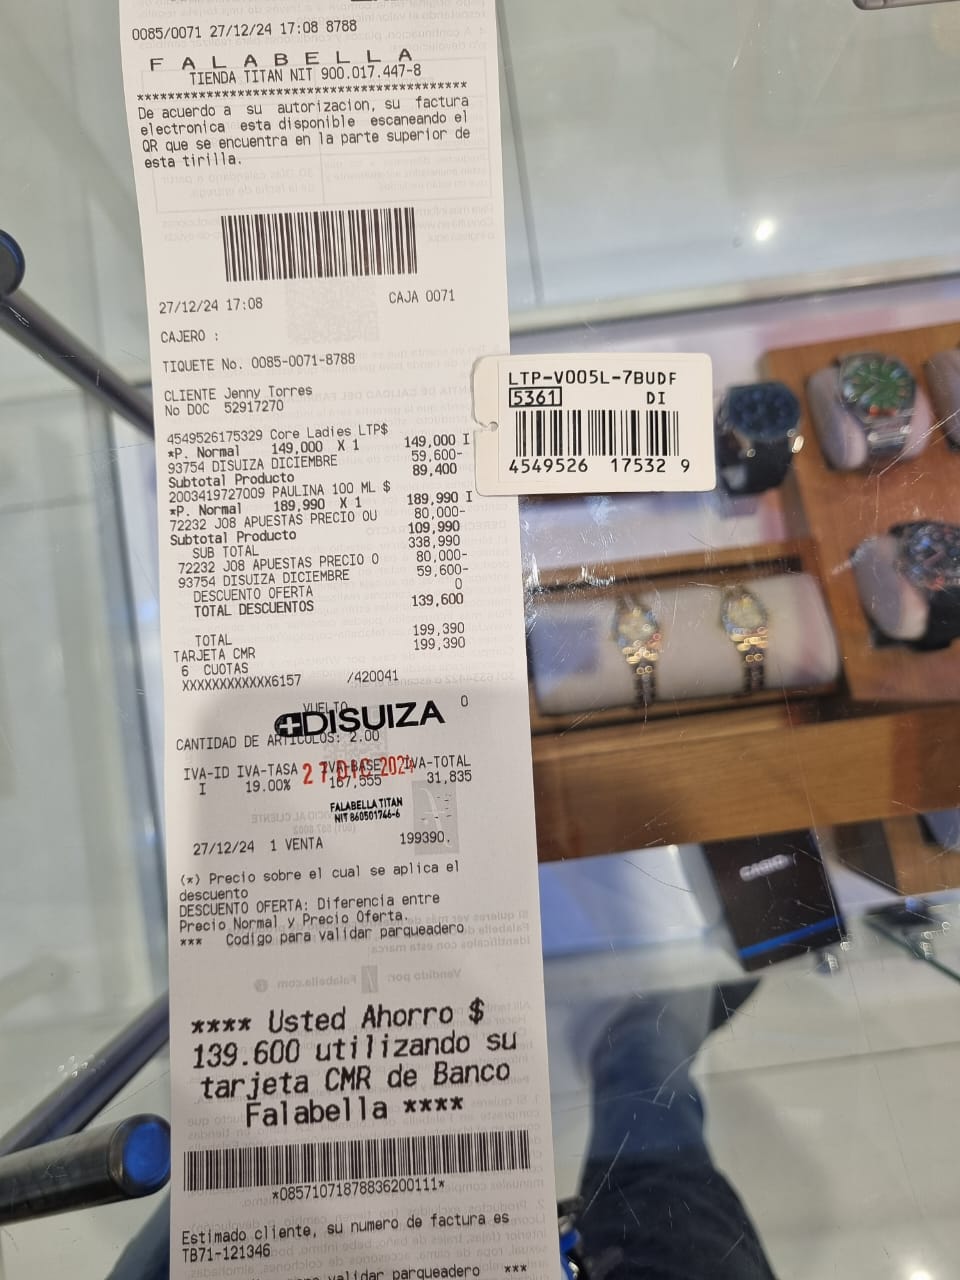 0085/0071 27/12/24 17:08 8788
F A L A B E L L A
TIENDA TITAN NIT 900.017.447-8
******************************************
De acuerdo a su autorizacion, su factura
electronica esta disponible escaneando el
QR que se encuentra en la parte superior de
esta tirilla.
27/12/24 17:08 CAJA 0071
CAJERO :
TIQUETE No. 0085-0071-8788
CLIENTE Jenny Torres
No DOC 52917270
4549526175329 Core Ladies LTP$ 149,000 I
*P. Normal 149,000 X 1 59,600-
93754 DISUIZA DICIEMBRE 89,400
Subtotal Producto
2003419727009 PAULINA 100 ML $ 189,990 I
*P. Normal 189,990 X 1 80,000-
72232 J08 APUESTAS PRECIO OU 109,990
Subtotal Producto 338,990
SUB TOTAL 80,000-
72232 J08 APUESTAS PRECIO O 59,600-
93754 DISUIZA DICIEMBRE 0
DESCUENTO OFERTA
TOTAL DESCUENTOS 139,600
TOTAL 199,390
TARJETA CMR 199,390
6 CUOTAS
XXXXXXXXXXXX6157 /420041
VUELTO 0
DISUIZA
CANTIDAD DE ARTICULOS: 2.00
IVA-ID IVA-TASA IVA-BASE IVA-TOTAL
27 DIC 2024
I 19.00% 167,555 31,835
FALABELLA TITAN
NIT 860501746-6
27/12/24 1 VENTA 199390.
(*) Precio sobre el cual se aplica el
descuento
DESCUENTO OFERTA: Diferencia entre
Precio Normal y Precio Oferta.
*** Codigo para validar parqueadero
**** Usted Ahorro $
139.600 utilizando su
tarjeta CMR de Banco
Falabella ****
*08571071878836200111*
Estimado cliente, su numero de factura es
TB71-121346
validar parqueadero ***
LTP-V005L-7BUDF
5361 DI
4549526 17532 9
CASIO